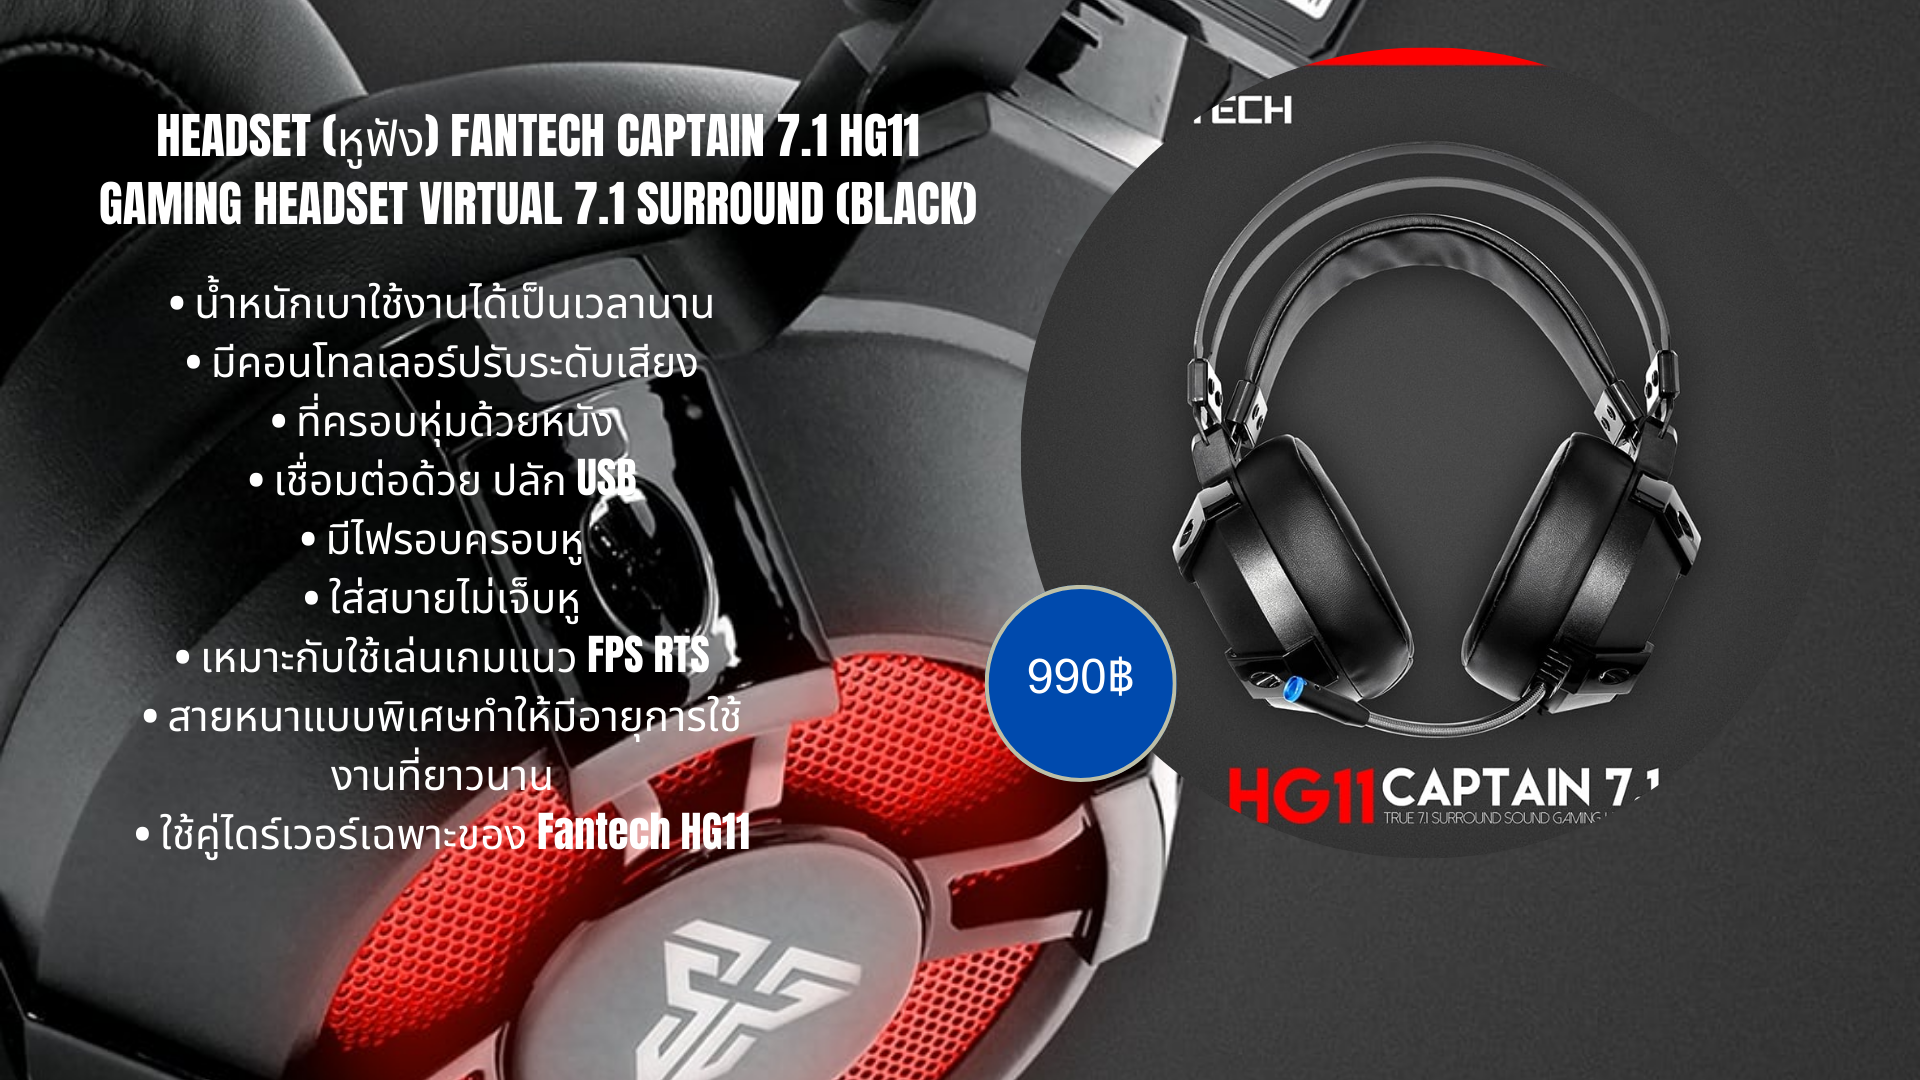 HEADSET (หูฟัง) FANTECH CAPTAIN 7.1 HG11
GAMING HEADSET VIRTUAL 7.1 SURROUND (BLACK)
• น้ำหนักเบาใช้งานได้เป็นเวลานาน
• มีคอนโทลเลอร์ปรับระดับเสียง
• ที่ครอบหุ่มด้วยหนัง
• เชื่อมต่อด้วย ปลัก USB
• มีไฟรอบครอบหู
• ใส่สบายไม่เจ็บหู
• เหมาะกับใช้เล่นเกมแนว FPS RTS
• สายหนาแบบพิเศษทำให้มีอายุการใช้
งานที่ยาวนาน
• ใช้คู่ไดร์เวอร์เฉพาะของ Fantech HG11
TECH
990฿
HG11 CAPTAIN 7.1
TRUE 7.1 SURROUND SOUND GAMING